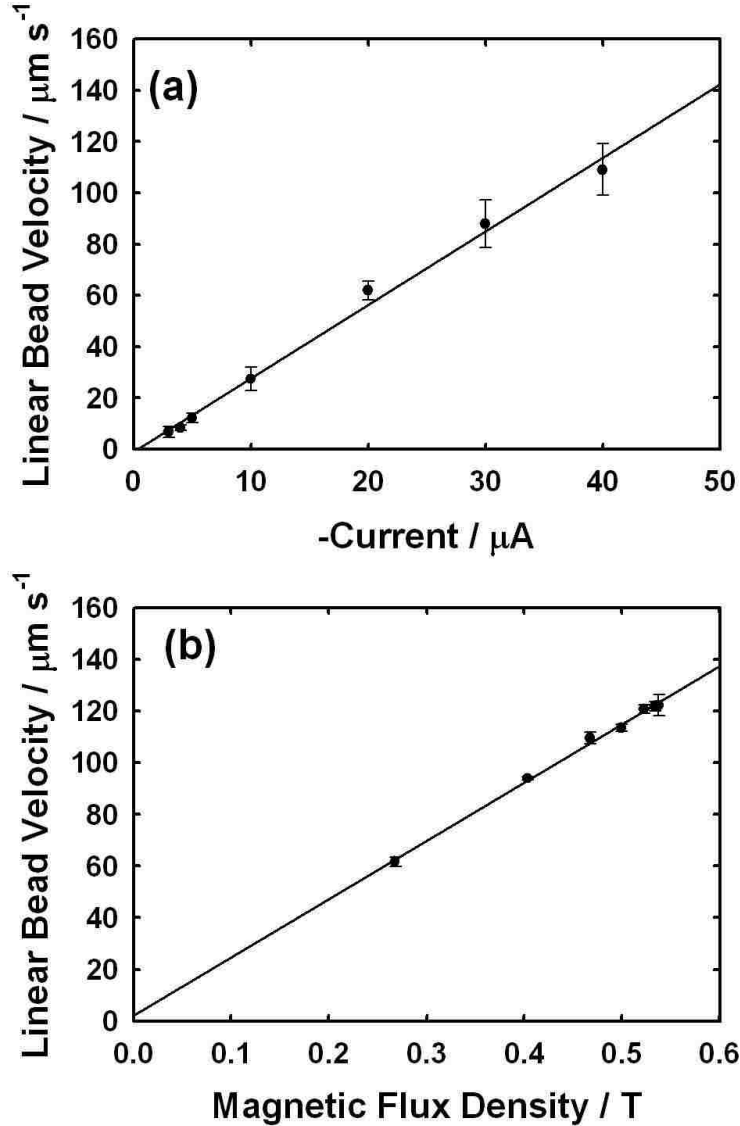 160
140
120
100
80
60
40
20
0
Linear Bead Velocity / μm s⁻¹
(a)
0 10 20 30 40 50
-Current / μA
160
140
120
100
80
60
40
20
0
Linear Bead Velocity / μm s⁻¹
(b)
0.0 0.1 0.2 0.3 0.4 0.5 0.6
Magnetic Flux Density / T